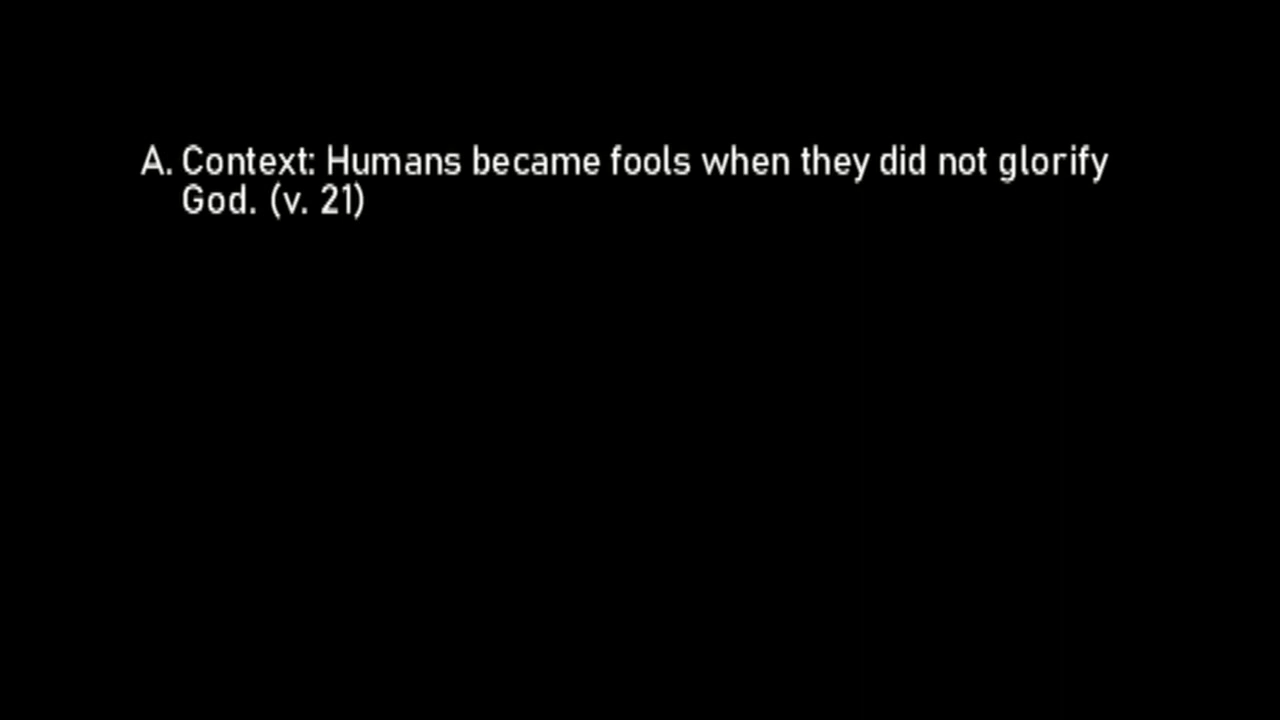 A. Context: Humans became fools when they did not glorify
God. (v. 21)